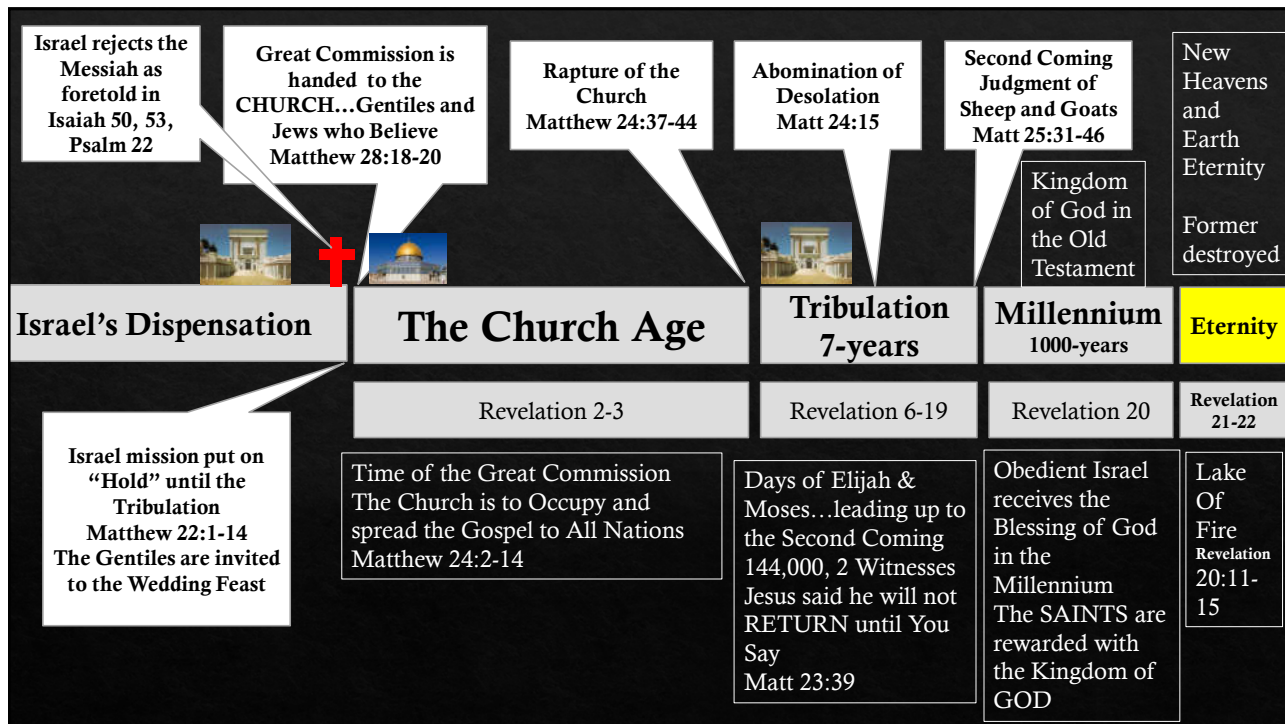 Israel rejects the
Messiah as
foretold in
Isaiah 50, 53,
Psalm 22
Great Commission is
handed to the
CHURCH…Gentiles and
Jews who Believe
Matthew 28:18-20
Rapture of the
Church
Matthew 24:37-44
Abomination of
Desolation
Matt 24:15
Second Coming
Judgment of
Sheep and Goats
Matt 25:31-46
New
Heavens
and
Earth
Eternity
Former
destroyed
Kingdom
of God in
the Old
Testament
Israel’s Dispensation
The Church Age
Tribulation
7-years
Millennium
1000-years
Eternity
Revelation 2-3
Revelation 6-19
Revelation 20
Revelation
21-22
Israel mission put on
“Hold” until the
Tribulation
Matthew 22:1-14
The Gentiles are invited
to the Wedding Feast
Time of the Great Commission
The Church is to Occupy and
spread the Gospel to All Nations
Matthew 24:2-14
Days of Elijah &
Moses…leading up to
the Second Coming
144,000, 2 Witnesses
Jesus said he will not
RETURN until You
Say
Matt 23:39
Obedient Israel
receives the
Blessing of God
in the
Millennium
The SAINTS are
rewarded with
the Kingdom of
GOD
Lake
Of
Fire
Revelation
20:11-
15